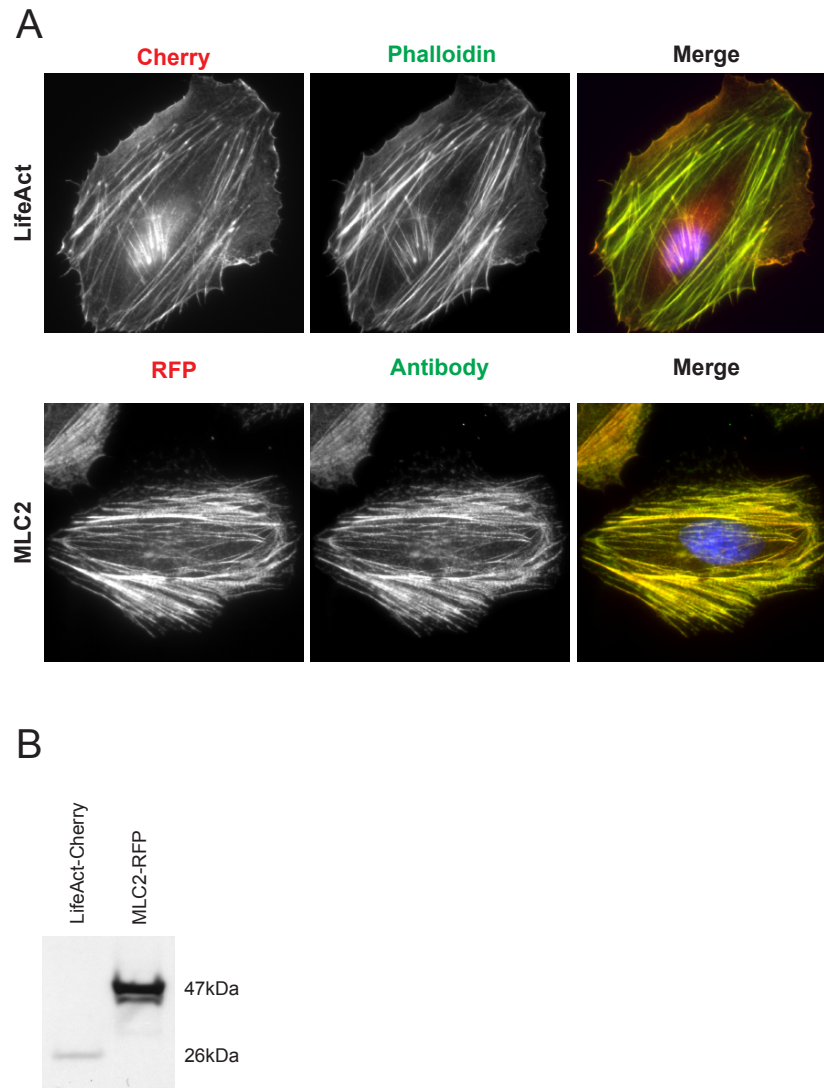 A
Cherry Phalloidin Merge
LifeAct
RFP Antibody Merge
MLC2
B
LifeAct-Cherry
MLC2-RFP
47kDa
26kDa